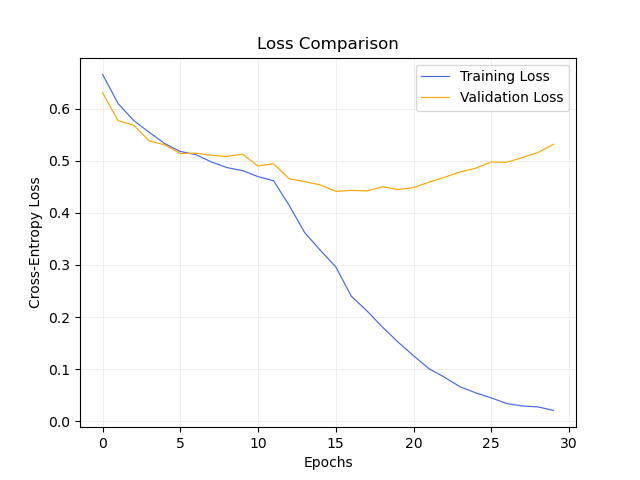 Loss Comparison
Training Loss
Validation Loss
Cross-Entropy Loss
0.6
0.5
0.4
0.3
0.2
0.1
0.0
0 5 10 15 20 25 30
Epochs